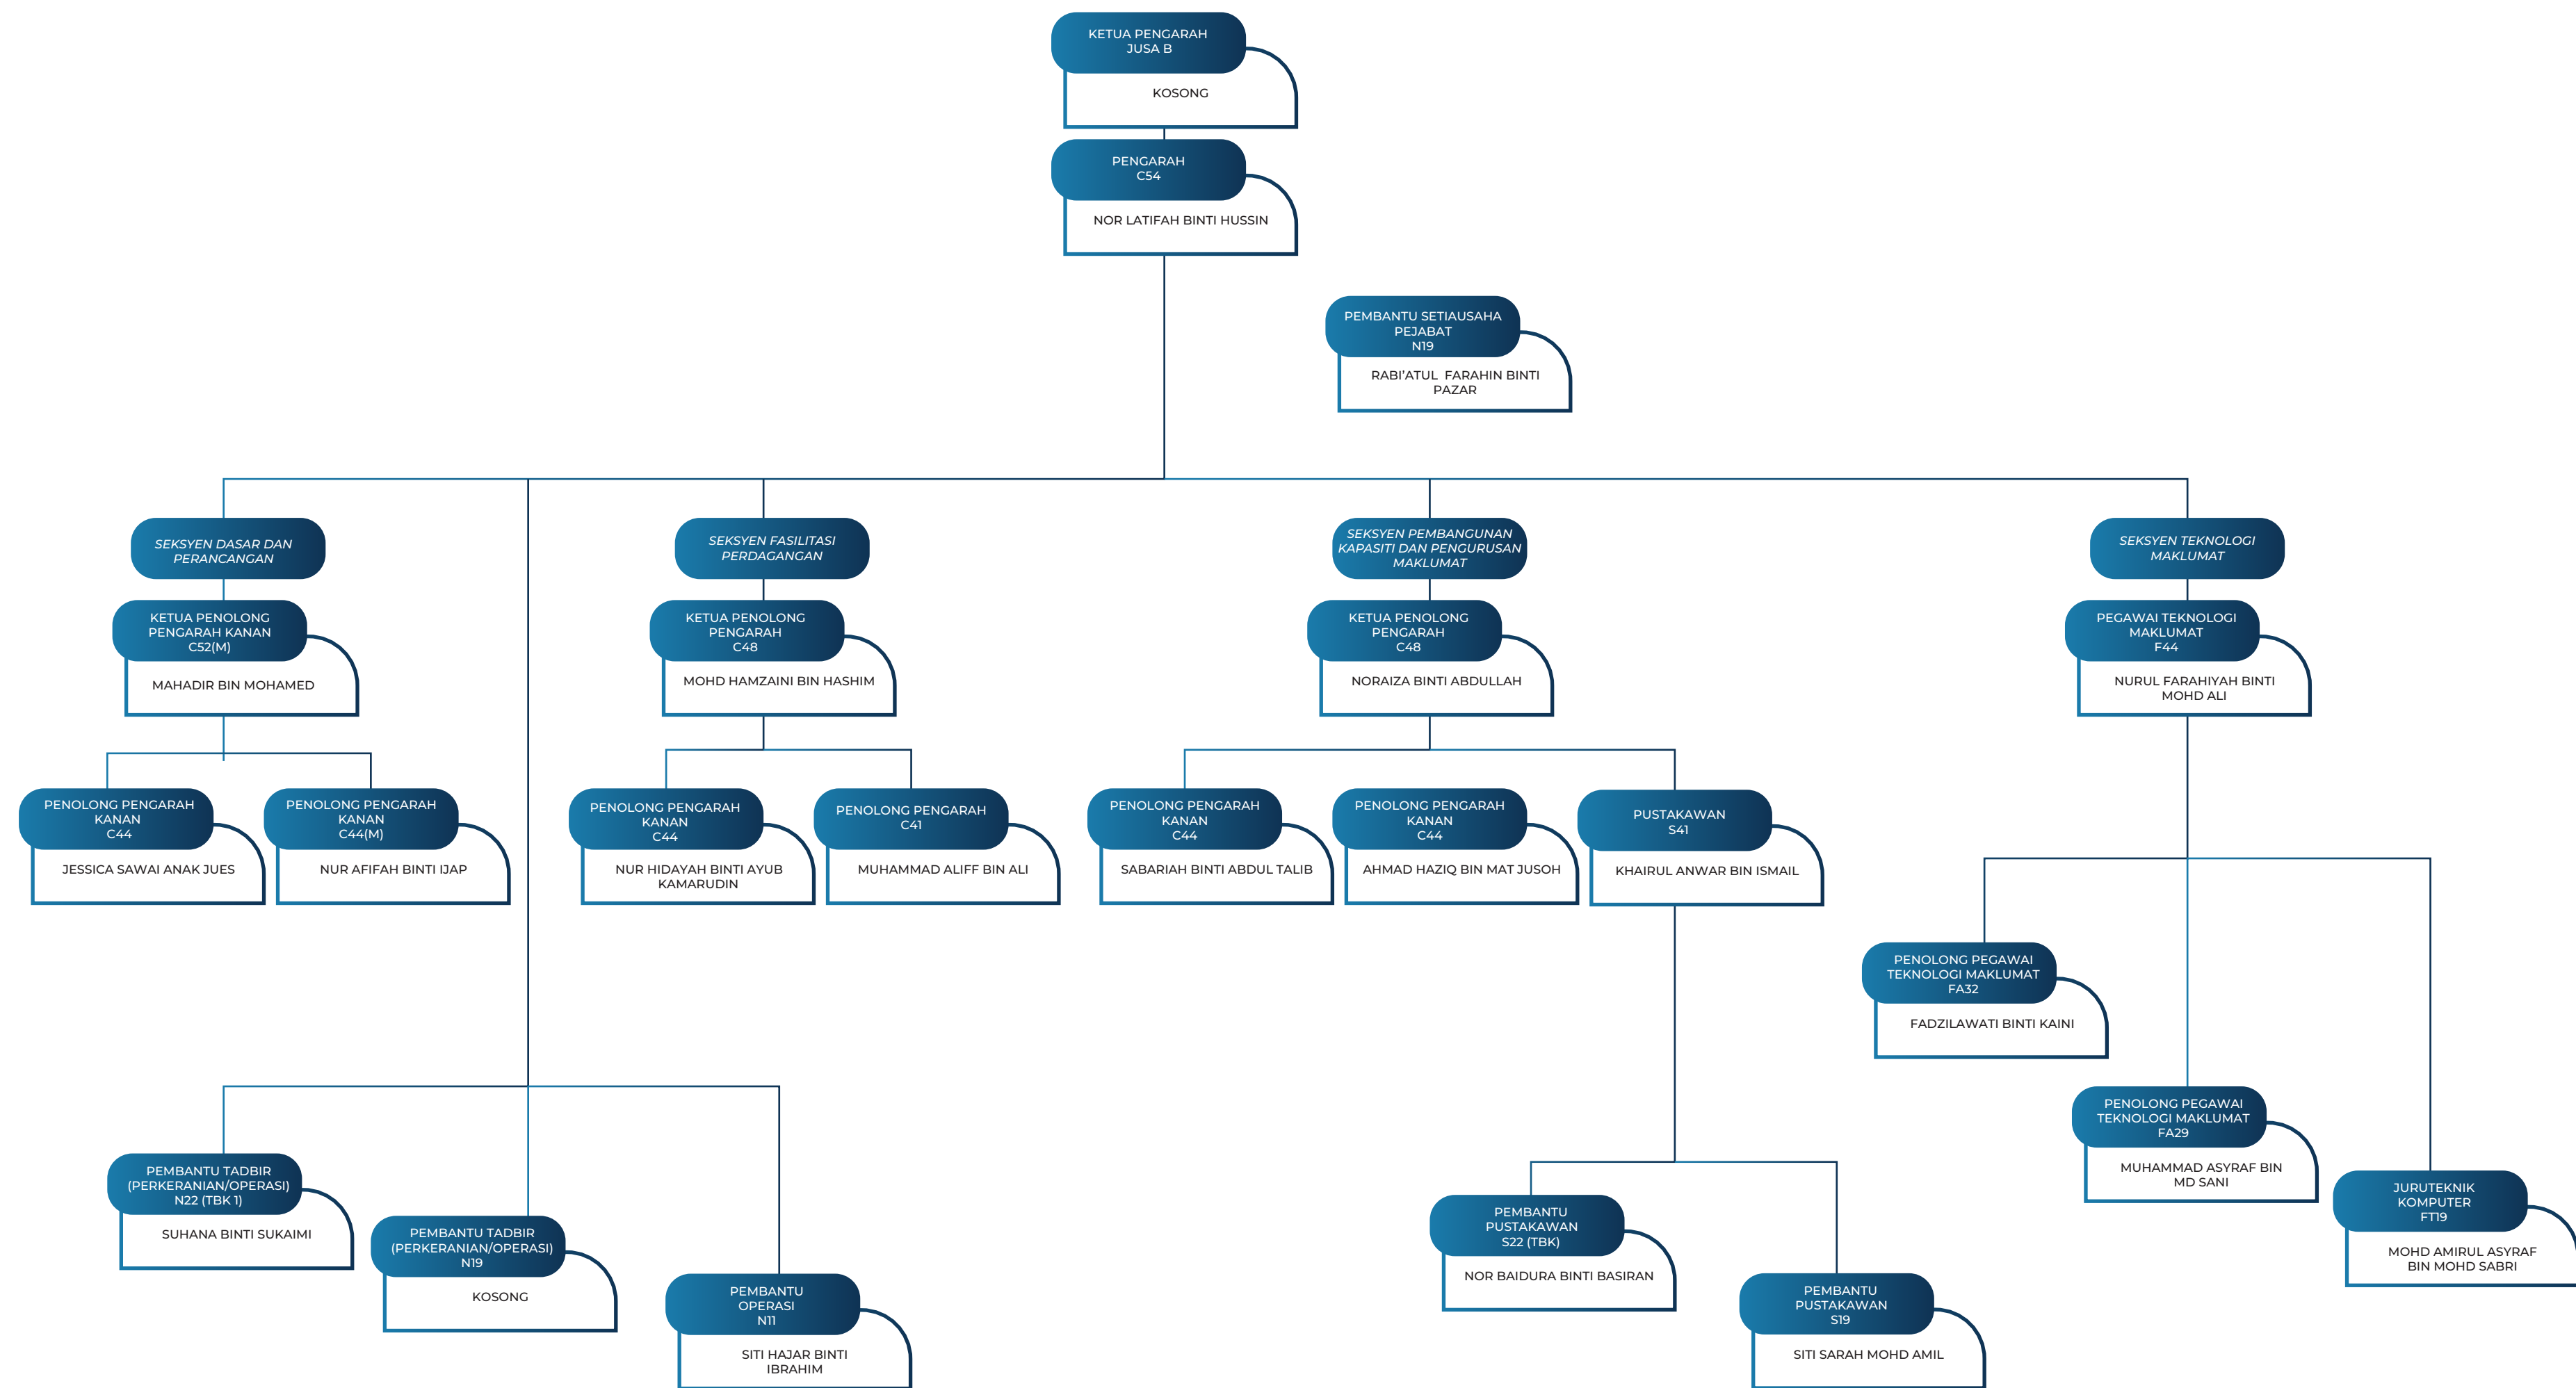 KETUA PENGARAH
JUSA B
KOSONG
PENGARAH
C54
NOR LATIFAH BINTI HUSSIN
PEMBANTU SETIAUSAHA
PEJABAT
N19
RABI’ATUL  FARAHIN BINTI
PAZAR
SEKSYEN DASAR DAN
PERANCANGAN
SEKSYEN FASILITASI
PERDAGANGAN
SEKSYEN PEMBANGUNAN
KAPASITI DAN PENGURUSAN
MAKLUMAT
SEKSYEN TEKNOLOGI
MAKLUMAT
KETUA PENOLONG
PENGARAH KANAN
C52(M)
MAHADIR BIN MOHAMED
KETUA PENOLONG
PENGARAH
C48
MOHD HAMZAINI BIN HASHIM
KETUA PENOLONG
PENGARAH
C48
NORAIZA BINTI ABDULLAH
PEGAWAI TEKNOLOGI
MAKLUMAT
F44
NURUL FARAHIYAH BINTI
MOHD ALI
PENOLONG PENGARAH
KANAN
C44
JESSICA SAWAI ANAK JUES
PENOLONG PENGARAH
KANAN
C44(M)
NUR AFIFAH BINTI IJAP
PENOLONG PENGARAH
KANAN
C44
NUR HIDAYAH BINTI AYUB
KAMARUDIN
PENOLONG PENGARAH
C41
MUHAMMAD ALIFF BIN ALI
PENOLONG PENGARAH
KANAN
C44
SABARIAH BINTI ABDUL TALIB
PENOLONG PENGARAH
KANAN
C44
AHMAD HAZIQ BIN MAT JUSOH
PUSTAKAWAN
S41
KHAIRUL ANWAR BIN ISMAIL
PENOLONG PEGAWAI
TEKNOLOGI MAKLUMAT
FA32
FADZILAWATI BINTI KAINI
PENOLONG PEGAWAI
TEKNOLOGI MAKLUMAT
FA29
MUHAMMAD ASYRAF BIN
MD SANI
JURUTEKNIK
KOMPUTER
FT19
MOHD AMIRUL ASYRAF
BIN MOHD SABRI
PEMBANTU TADBIR
(PERKERANIAN/OPERASI)
N22 (TBK 1)
SUHANA BINTI SUKAIMI
PEMBANTU TADBIR
(PERKERANIAN/OPERASI)
N19
KOSONG
PEMBANTU
OPERASI
N11
SITI HAJAR BINTI
IBRAHIM
PEMBANTU
PUSTAKAWAN
S22 (TBK)
NOR BAIDURA BINTI BASIRAN
PEMBANTU
PUSTAKAWAN
S19
SITI SARAH MOHD AMIL